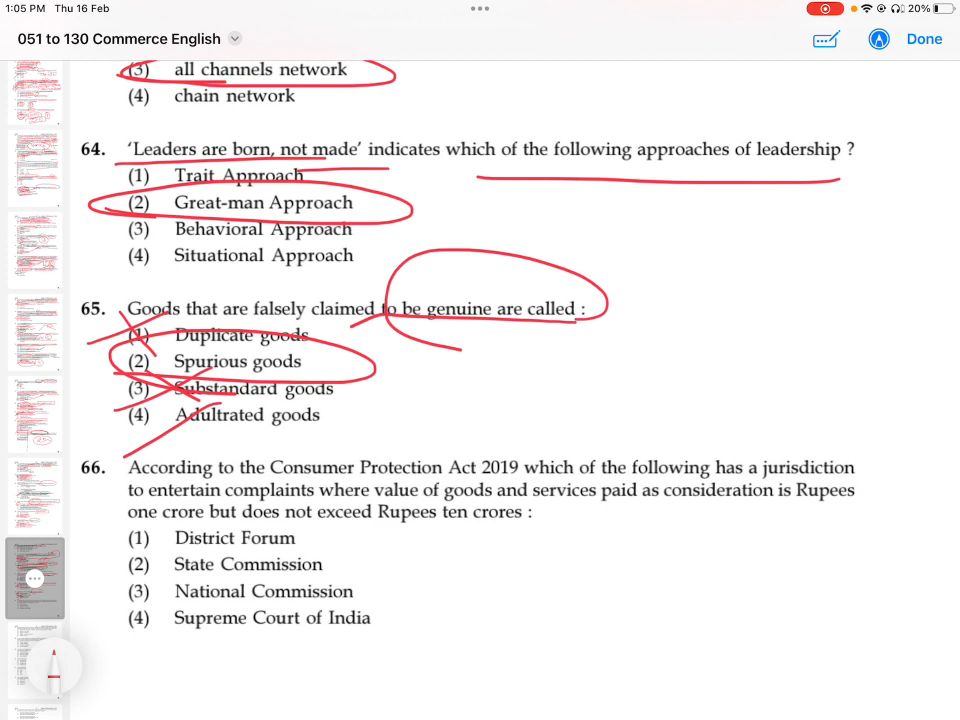 1:05 PM Thu 16 Feb
20%
051 to 130 Commerce English
Done
(3) all channels network
(4) chain network
64. 'Leaders are born, not made' indicates which of the following approaches of leadership ?
(1) Trait Approach
(2) Great-man Approach
(3) Behavioral Approach
(4) Situational Approach
65. Goods that are falsely claimed to be genuine are called :
(1) Duplicate goods
(2) Spurious goods
(3) Substandard goods
(4) Adultrated goods
66. According to the Consumer Protection Act 2019 which of the following has a jurisdiction
to entertain complaints where value of goods and services paid as consideration is Rupees
one crore but does not exceed Rupees ten crores :
(1) District Forum
(2) State Commission
(3) National Commission
(4) Supreme Court of India